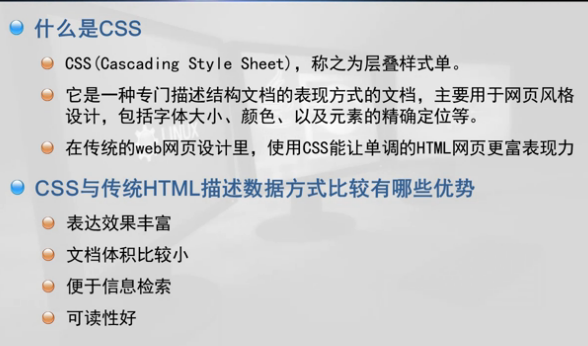 什么是CSS
CSS(Cascading Style Sheet)，称之为层叠样式单。
它是一种专门描述结构文档的表现方式的文档，主要用于网页风格
设计，包括字体大小、颜色、以及元素的精确定位等。
在传统的web网页设计里，使用CSS能让单调的HTML网页更富表现力
CSS与传统HTML描述数据方式比较有哪些优势
表达效果丰富
文档体积比较小
便于信息检索
可读性好
LINUX